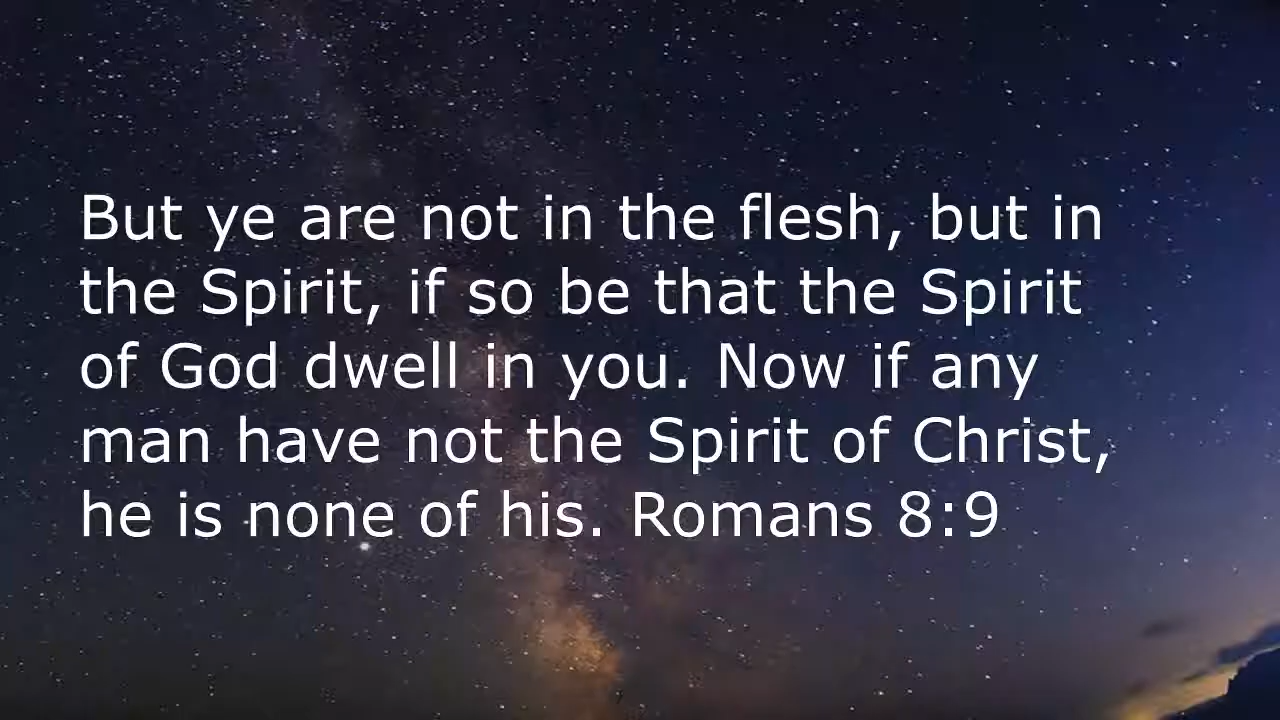 But ye are not in the flesh, but in
the Spirit, if so be that the Spirit
of God dwell in you. Now if any
man have not the Spirit of Christ,
he is none of his. Romans 8:9